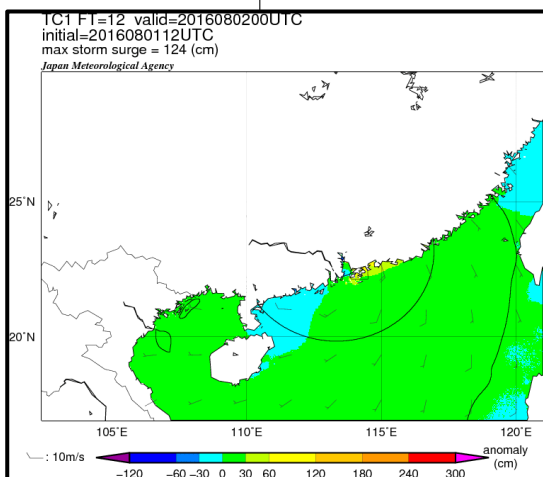 TC1 FT=12 valid=2016080200UTC
initial=2016080112UTC
max storm surge = 124 (cm)
Japan Meteorological Agency
25°N
20°N
105°E 110°E 115°E 120°E
: 10m/s
anomaly
(cm)
−120 −60 −30 0 30 60 120 180 240 300